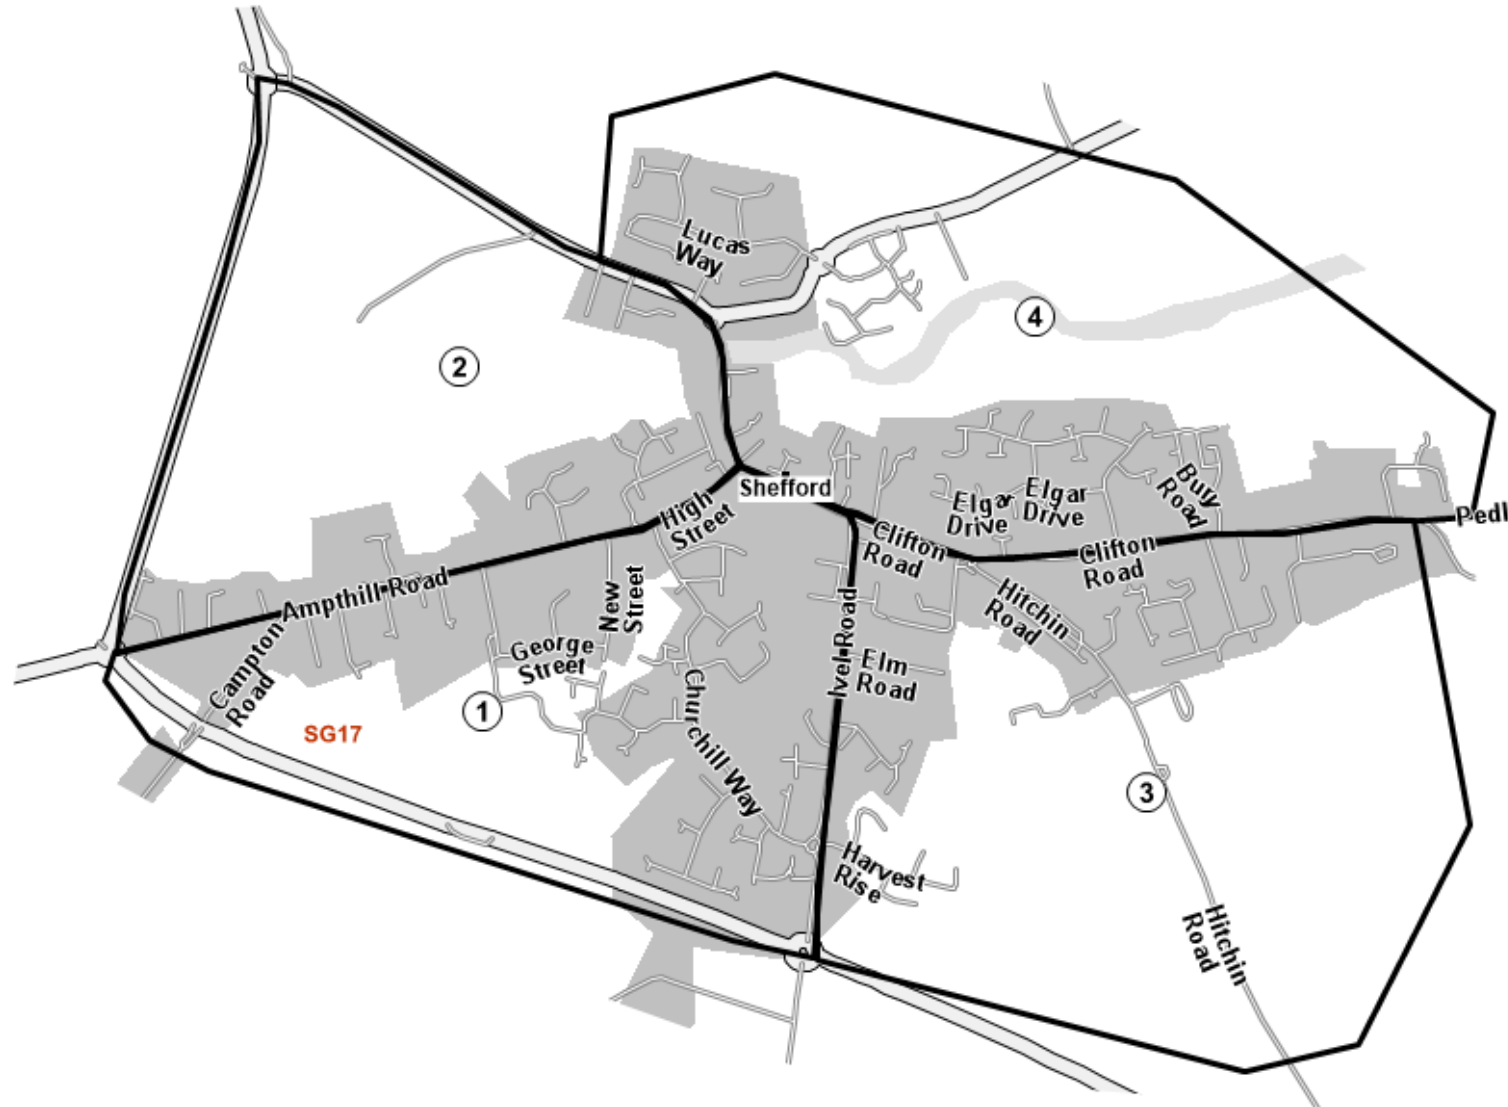 Lucas
Way
4
2
Shefford
High
Street
Elgar
Drive
Elgar
Drive
Bury
Road
Pedl
Clifton
Road
Clifton
Road
Ampthill Road
New
Street
Hitchin
Road
Campton
Road
George
Street
Ivel Road
Elm
Road
1
SG17
Churchill Way
3
Harvest
Rise
Hitchin
Road